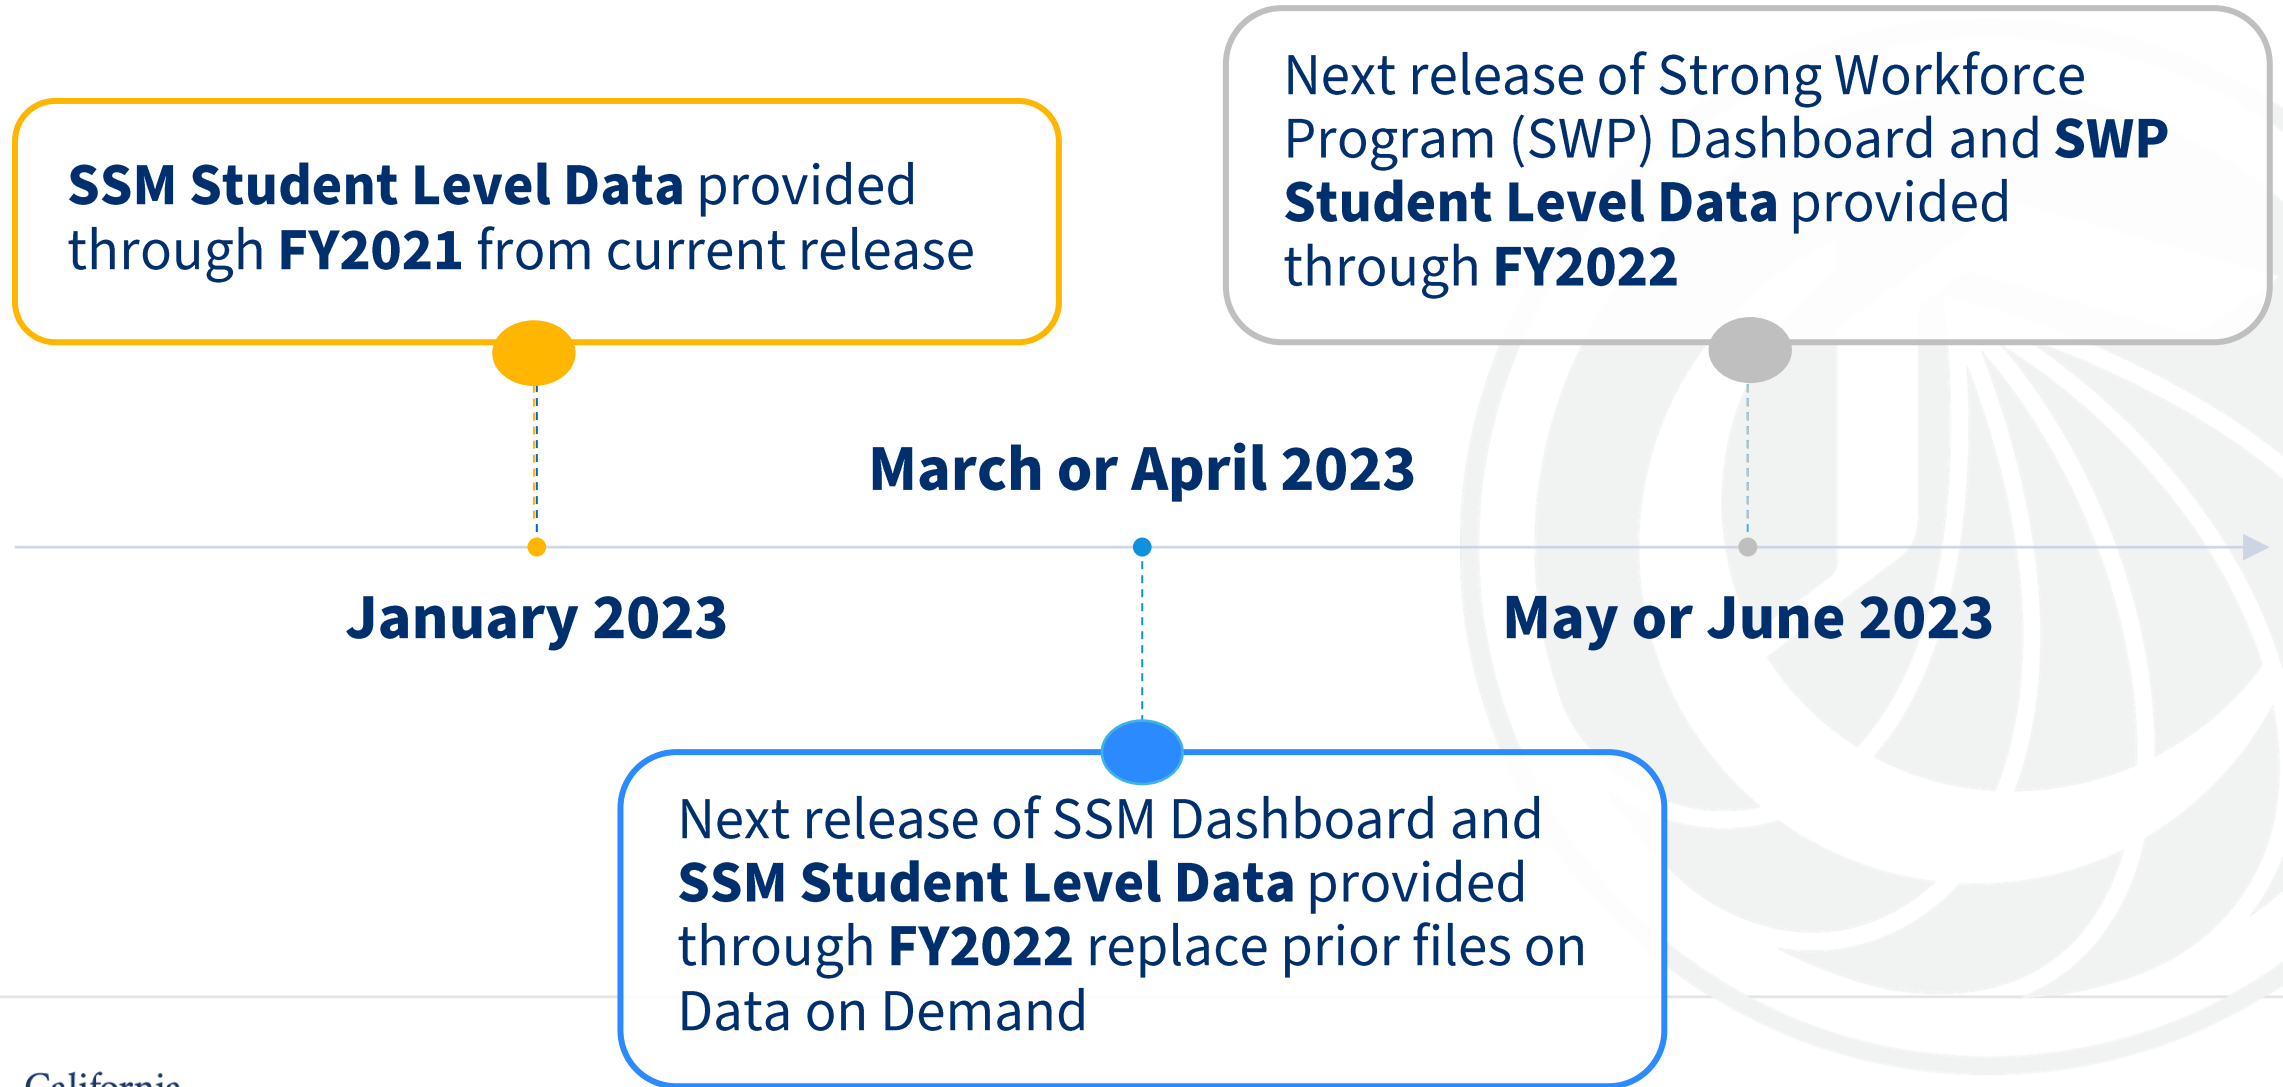 SSM Student Level Data provided
through FY2021 from current release
Next release of Strong Workforce
Program (SWP) Dashboard and SWP
Student Level Data provided
through FY2022
March or April 2023
January 2023
May or June 2023
Next release of SSM Dashboard and
SSM Student Level Data provided
through FY2022 replace prior files on
Data on Demand
California